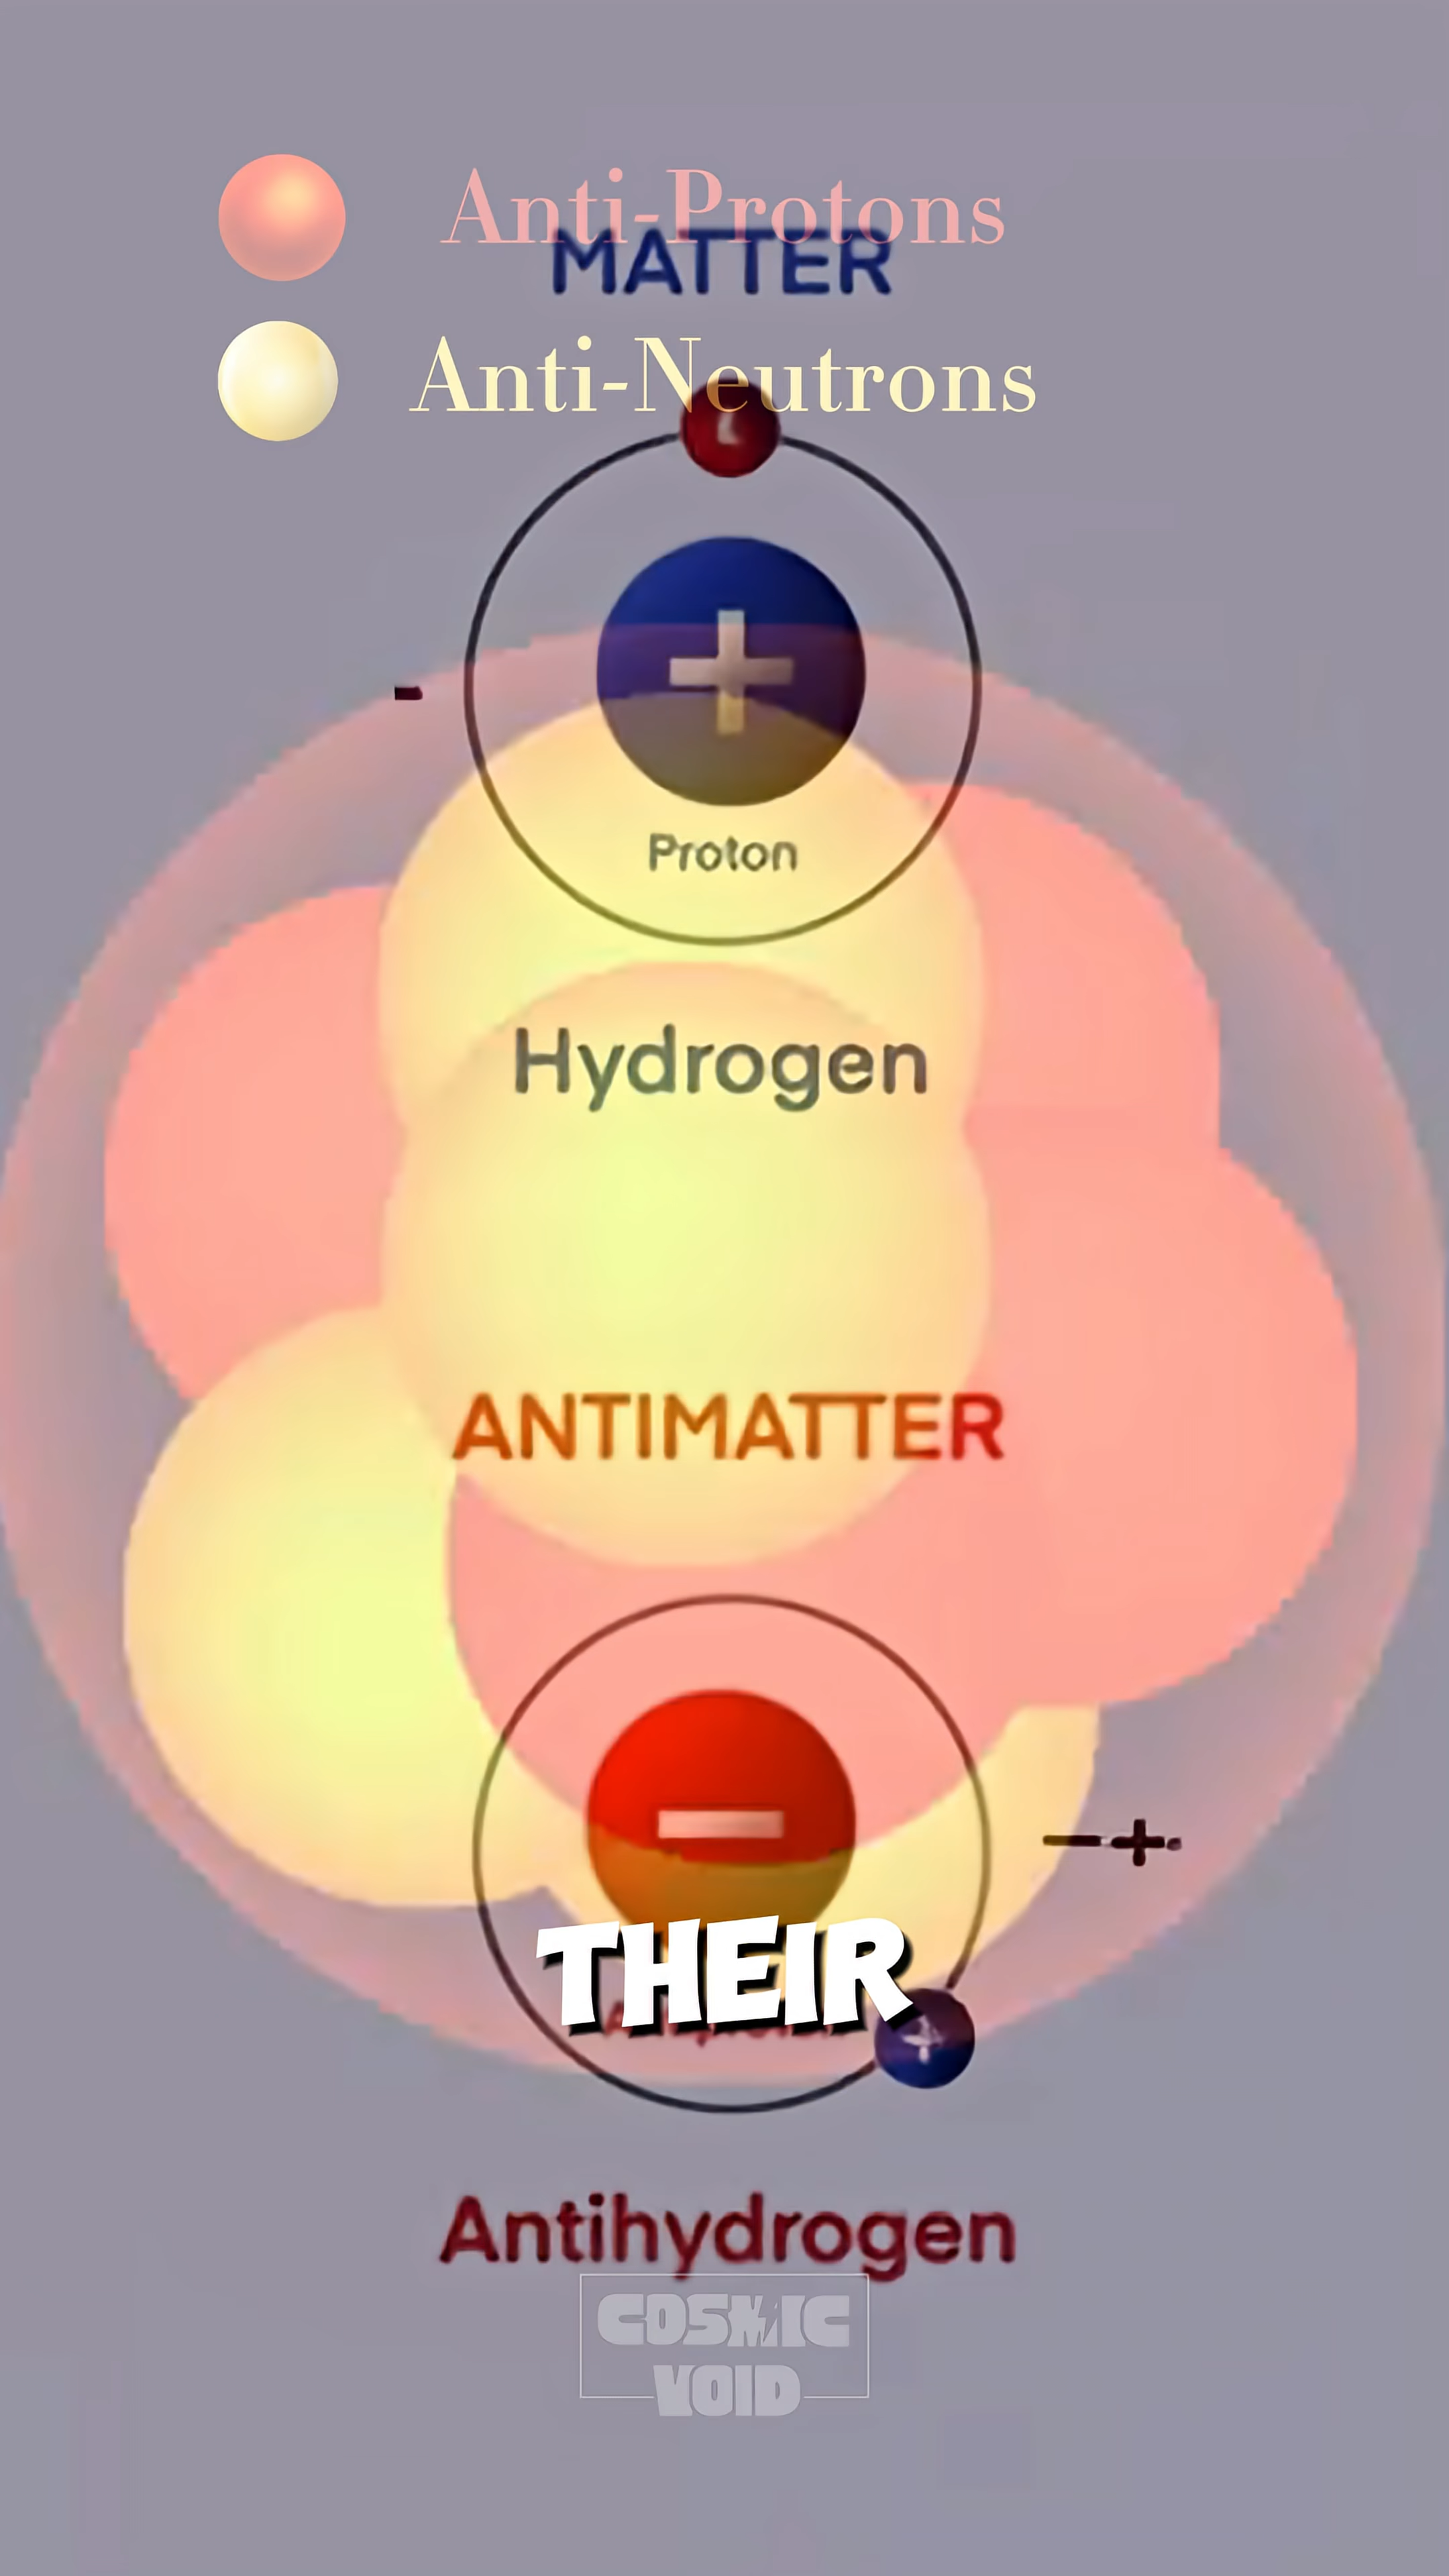 Anti-Protons
MATTER
Anti-Neutrons
+
-
Proton
Hydrogen
ANTIMATTER
−
−+
THEIR
+
Antihydrogen
COSMIC
VOID